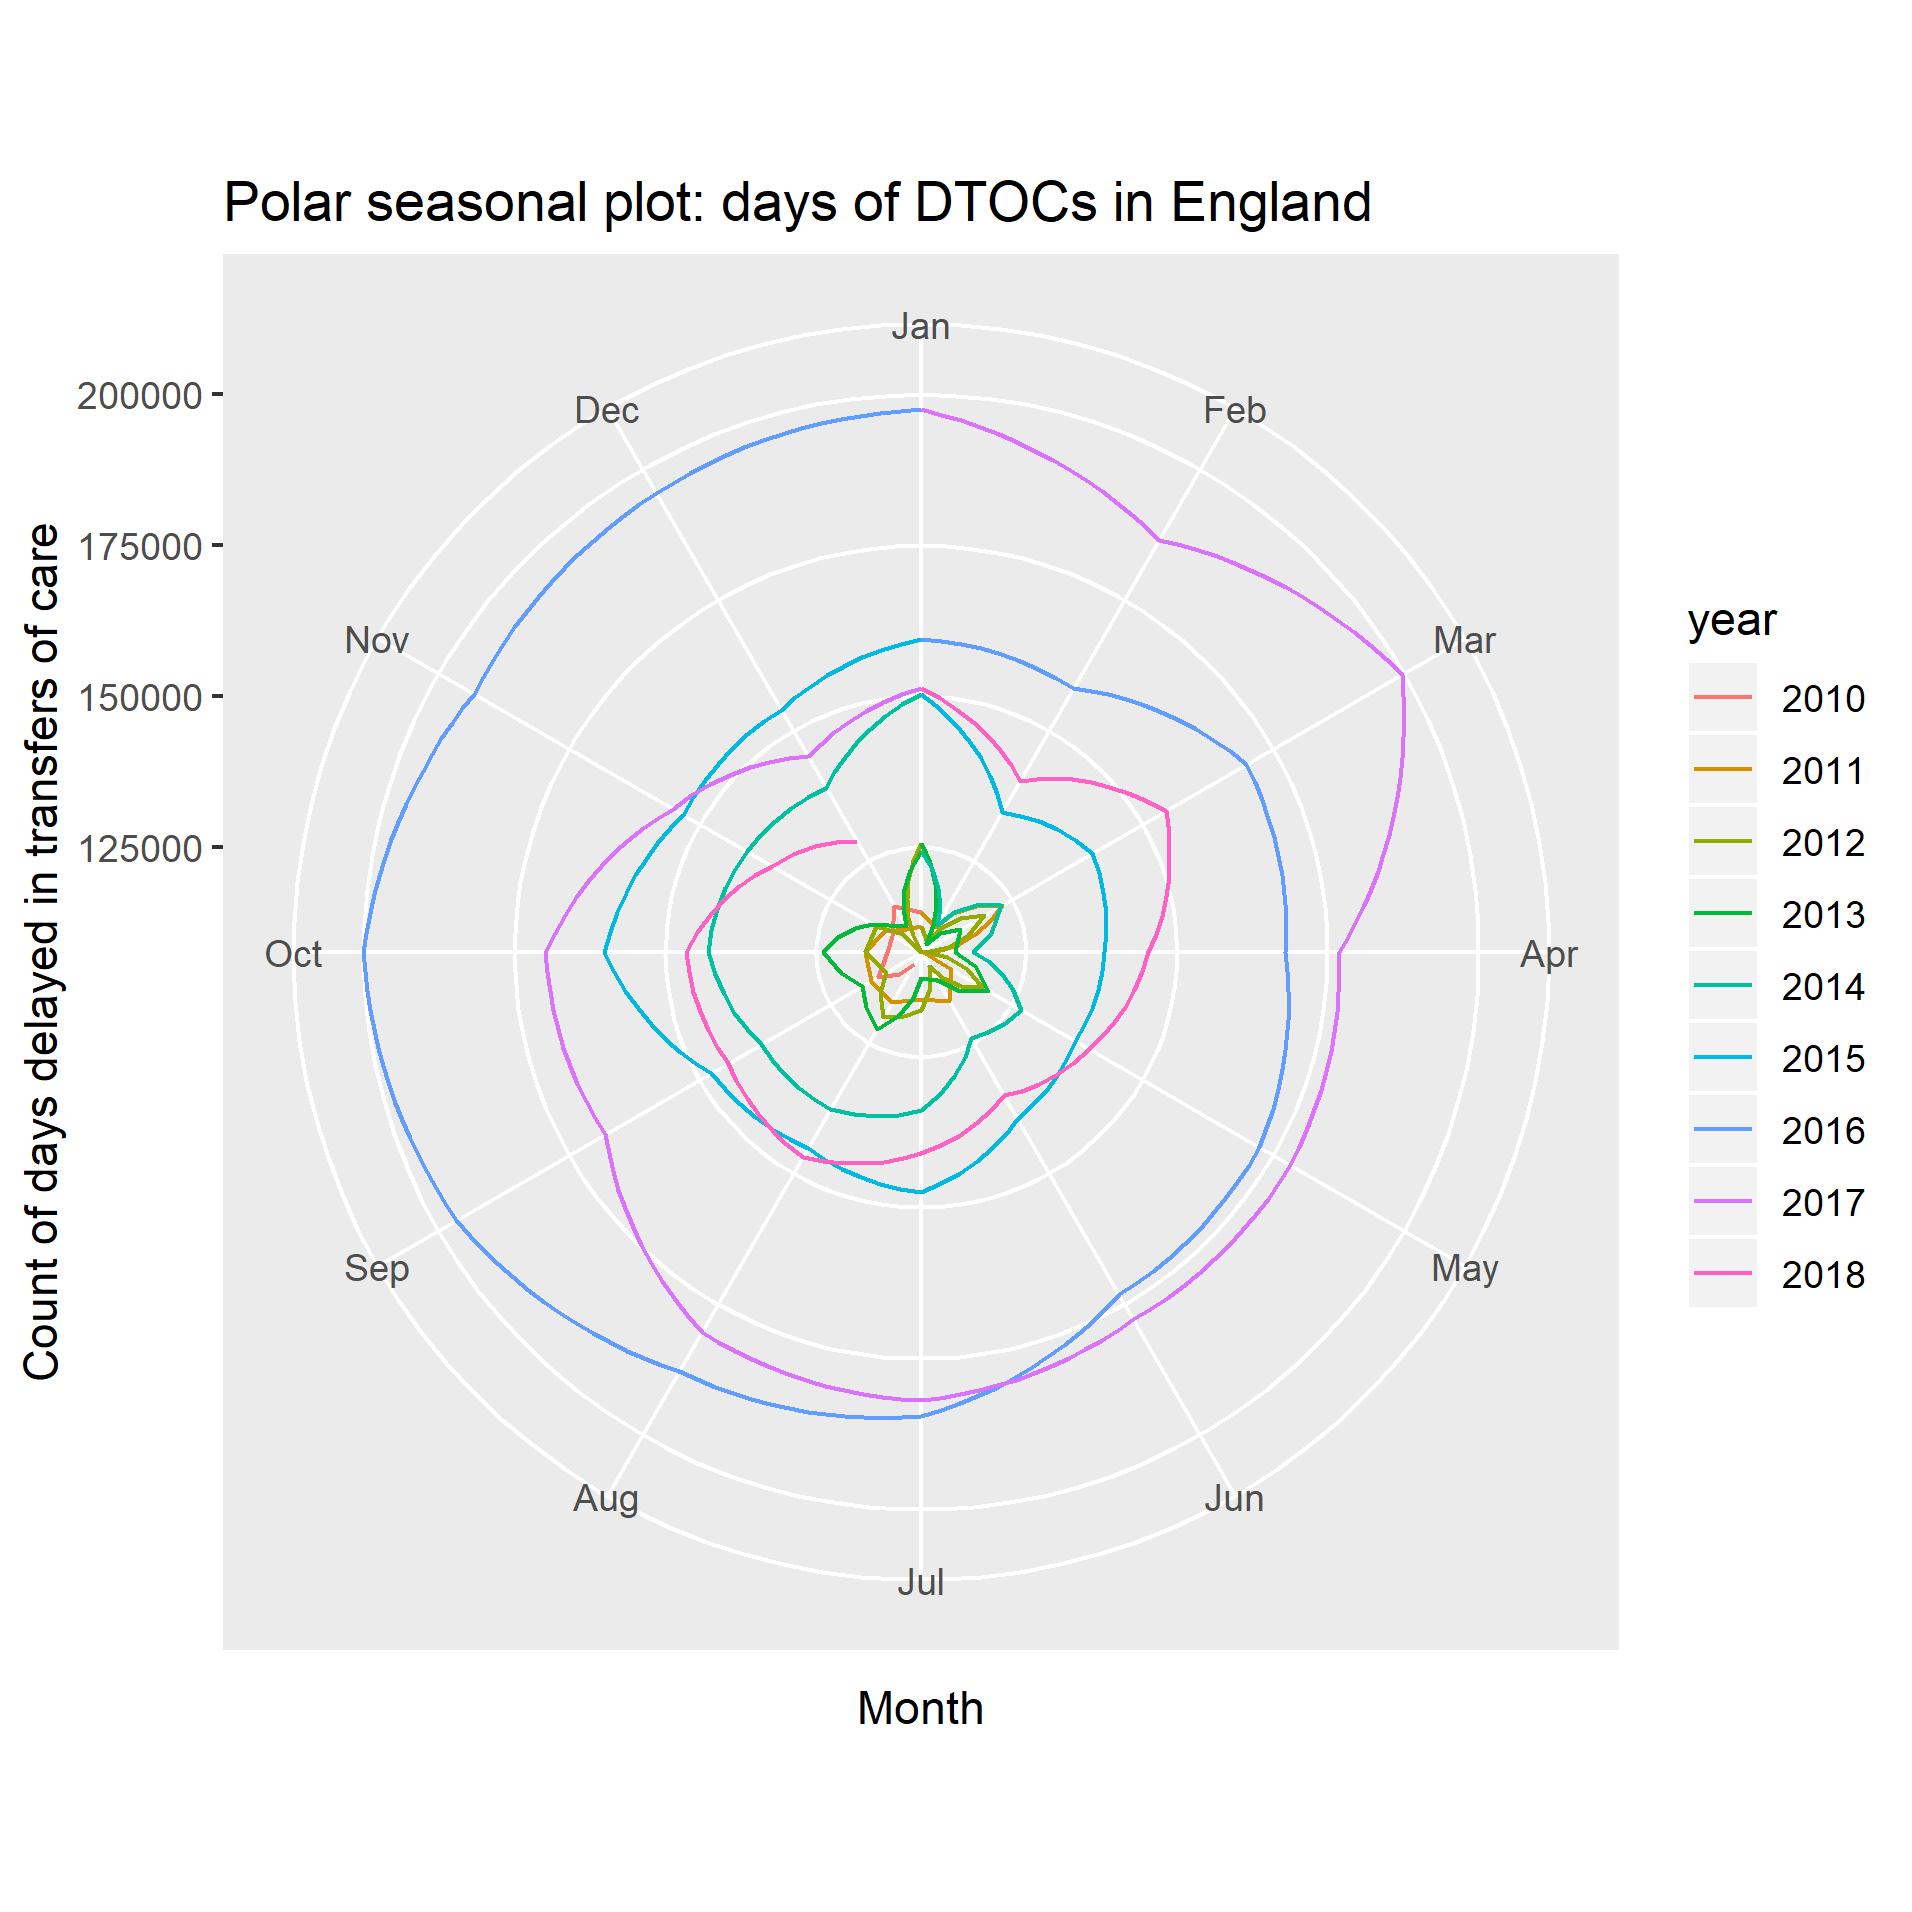 Polar seasonal plot: days of DTOCs in England
Count of days delayed in transfers of care
200000
175000
150000
125000
Jan
Feb
Mar
Apr
May
Jun
Jul
Aug
Sep
Oct
Nov
Dec
Month
year
2010
2011
2012
2013
2014
2015
2016
2017
2018